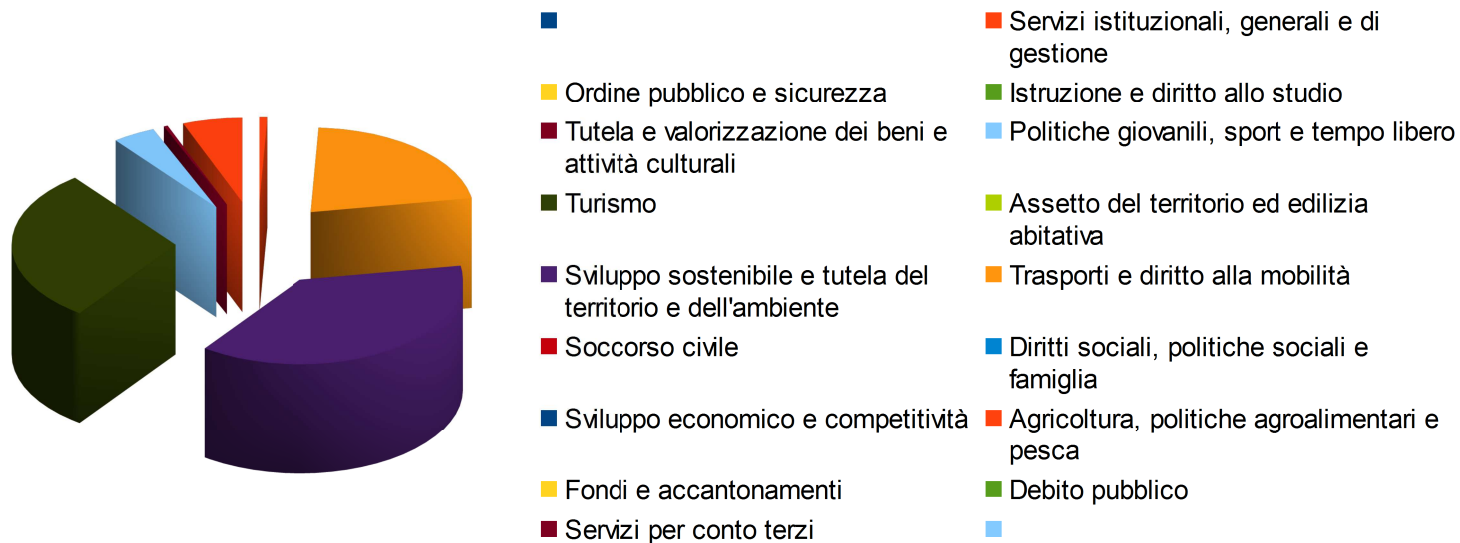 Servizi istituzionali, generali e di
gestione
Ordine pubblico e sicurezza
Istruzione e diritto allo studio
Tutela e valorizzazione dei beni e
attività culturali
Politiche giovanili, sport e tempo libero
Turismo
Assetto del territorio ed edilizia
abitativa
Sviluppo sostenibile e tutela del
territorio e dell'ambiente
Trasporti e diritto alla mobilità
Soccorso civile
Diritti sociali, politiche sociali e
famiglia
Sviluppo economico e competitività
Agricoltura, politiche agroalimentari e
pesca
Fondi e accantonamenti
Debito pubblico
Servizi per conto terzi